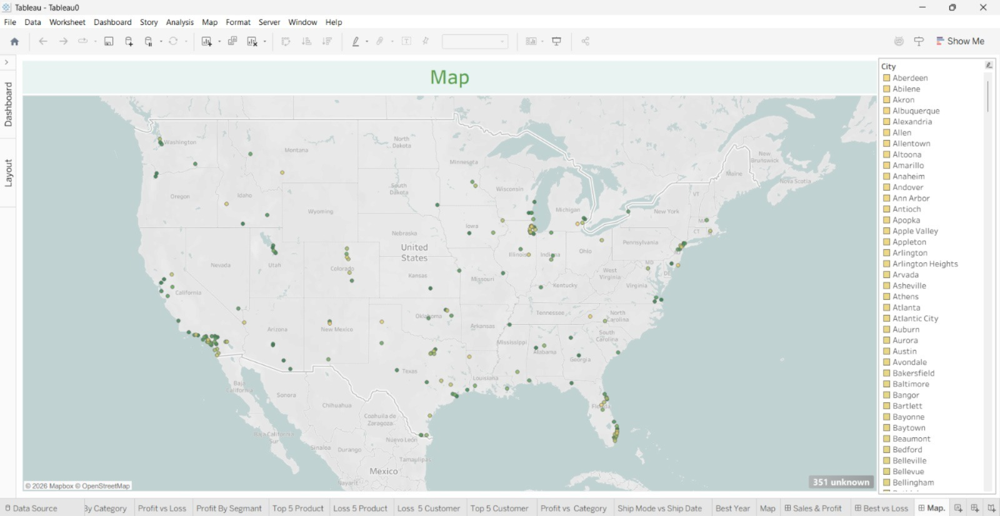 Tableau - Tableau0
File Data Worksheet Dashboard Story Analysis Map Format Server Window Help
Show Me
Dashboard
Layout
Map
Washington
Montana
North
Dakota
Minnesota
Oregon
Idaho
South
Dakota
Wisconsin
Michigan
New York
VT
Maine
New
Brunswick
Nova Scotia
Wyoming
Iowa
Nebraska
MA
CT
RI
Pennsylvania
NJ
United
States
Illinois
Indiana
Ohio
Nevada
Utah
Colorado
Kansas
Missouri
West
Virginia
MD
DE
Virginia
Kentucky
California
Arizona
New Mexico
Oklahoma
Arkansas
Tennessee
North
Carolina
South
Carolina
Mississippi
Alabama
Georgia
Texas
Louisiana
Florida
Baja
California
Sonora
Chihuahua
Coahuila de
Zaragoza
Baja California
Sur
Nuevo León
Sinaloa
Durango
Tamaulipas
Mexico
Nayarit
© 2026 Mapbox © OpenStreetMap
351 unknown
City
Aberdeen
Abilene
Akron
Albuquerque
Alexandria
Allen
Allentown
Altoona
Amarillo
Anaheim
Andover
Ann Arbor
Antioch
Apopka
Apple Valley
Appleton
Arlington
Arlington Heights
Arvada
Asheville
Athens
Atlanta
Atlantic City
Auburn
Aurora
Austin
Avondale
Bakersfield
Baltimore
Bangor
Bartlett
Bayonne
Baytown
Beaumont
Bedford
Belleville
Bellevue
Bellingham
Data Source By Category Profit vs Loss Profit By Segmant Top 5 Product Loss 5 Product Loss 5 Customer Top 5 Customer Profit vs Category Ship Mode vs Ship Date Best Year Map Sales & Profit Best vs Loss Map.